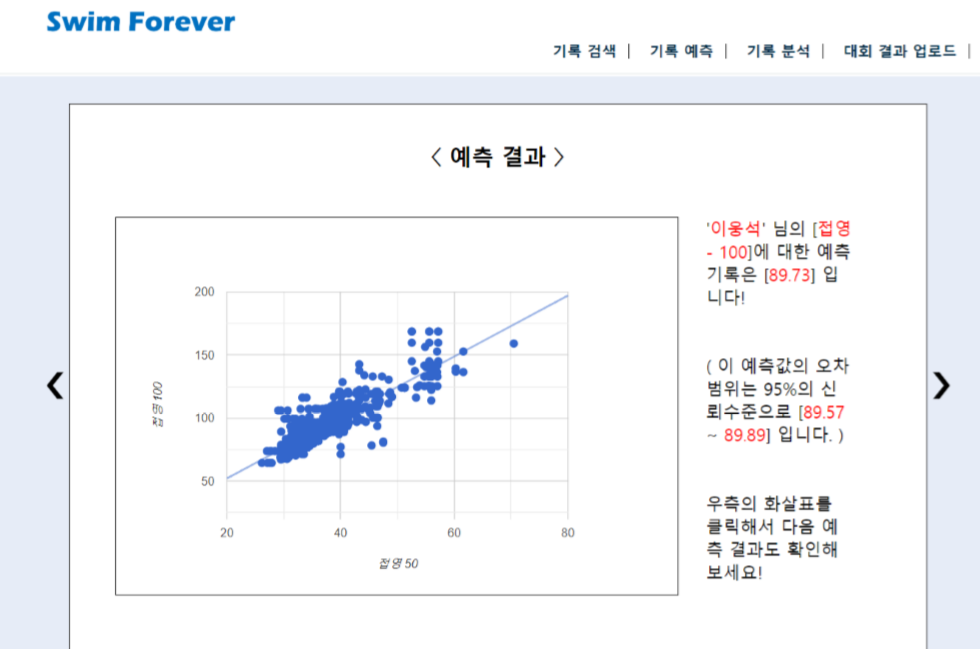 Swim Forever
기록 검색 | 기록 예측 | 기록 분석 | 대회 결과 업로드 |
< 예측 결과 >
'이웅석' 님의 [접영
- 100]에 대한 예측
기록은 [89.73] 입
니다!
( 이 예측값의 오차
범위는 95%의 신
뢰수준으로 [89.57
~ 89.89] 입니다. )
우측의 화살표를
클릭해서 다음 예
측 결과도 확인해
보세요!
200
150
100
50
접영 100
20 40 60 80
접영 50